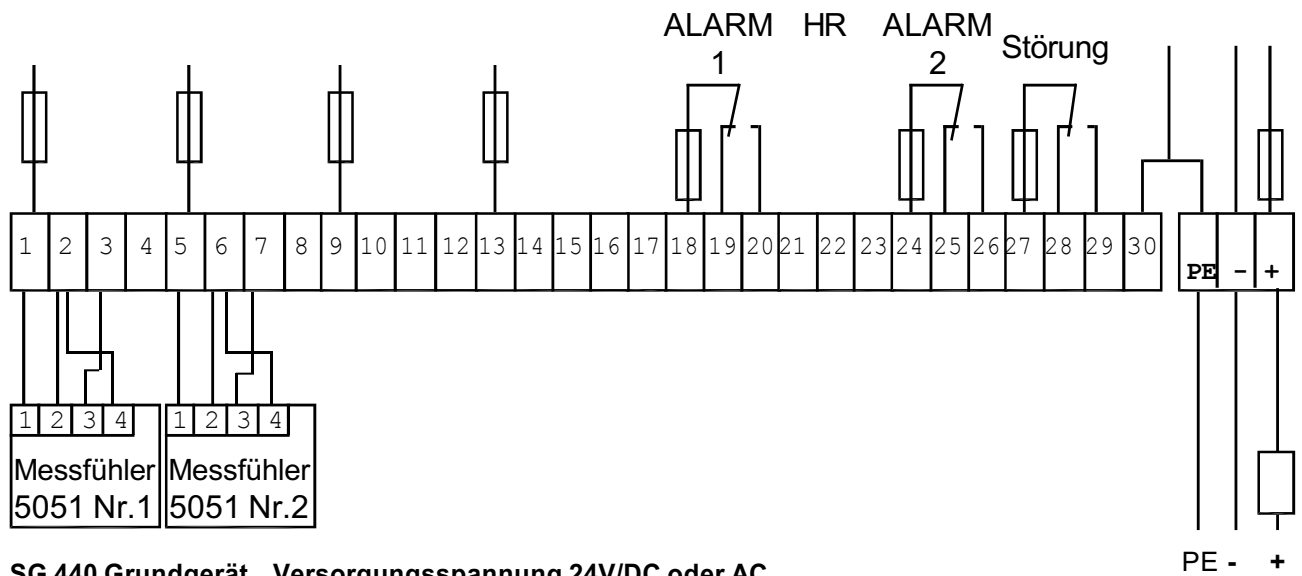 ALARM HR ALARM
1 2 Störung
1 2 3 4 5 6 7 8 9 10 11 12 13 14 15 16 17 18 19 20 21 22 23 24 25 26 27 28 29 30 PE - +
1 2 3 4 1 2 3 4
Messfühler Messfühler
5051 Nr.1 5051 Nr.2
PE - +
SG 440 Grundgerät Versorgungsspannung 24V/DC oder AC